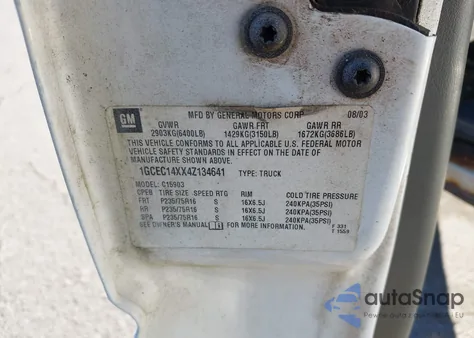 GM
MFD BY GENERAL MOTORS CORP 08/03
GVWR GAWR FRT GAWR RR
2903KG(6400LB) 1429KG(3150LB) 1672KG(3686LB)
THIS VEHICLE CONFORMS TO ALL APPLICABLE U.S. FEDERAL MOTOR
VEHICLE SAFETY STANDARDS IN EFFECT ON THE DATE OF
MANUFACTURE SHOWN ABOVE.
1GCEC14XX4Z134641 TYPE: TRUCK
MODEL: C15903
TIRE SIZE SPEED RTG RIM COLD TIRE PRESSURE
FRT P235/75R16 S 16X6.5J 240KPA(35PSI)
RR P235/75R16 S 16X6.5J 240KPA(35PSI)
SPA P235/75R16 S 16X6.5J 240KPA(35PSI)
SEE OWNER'S MANUAL FOR MORE INFORMATION.
autoSnap